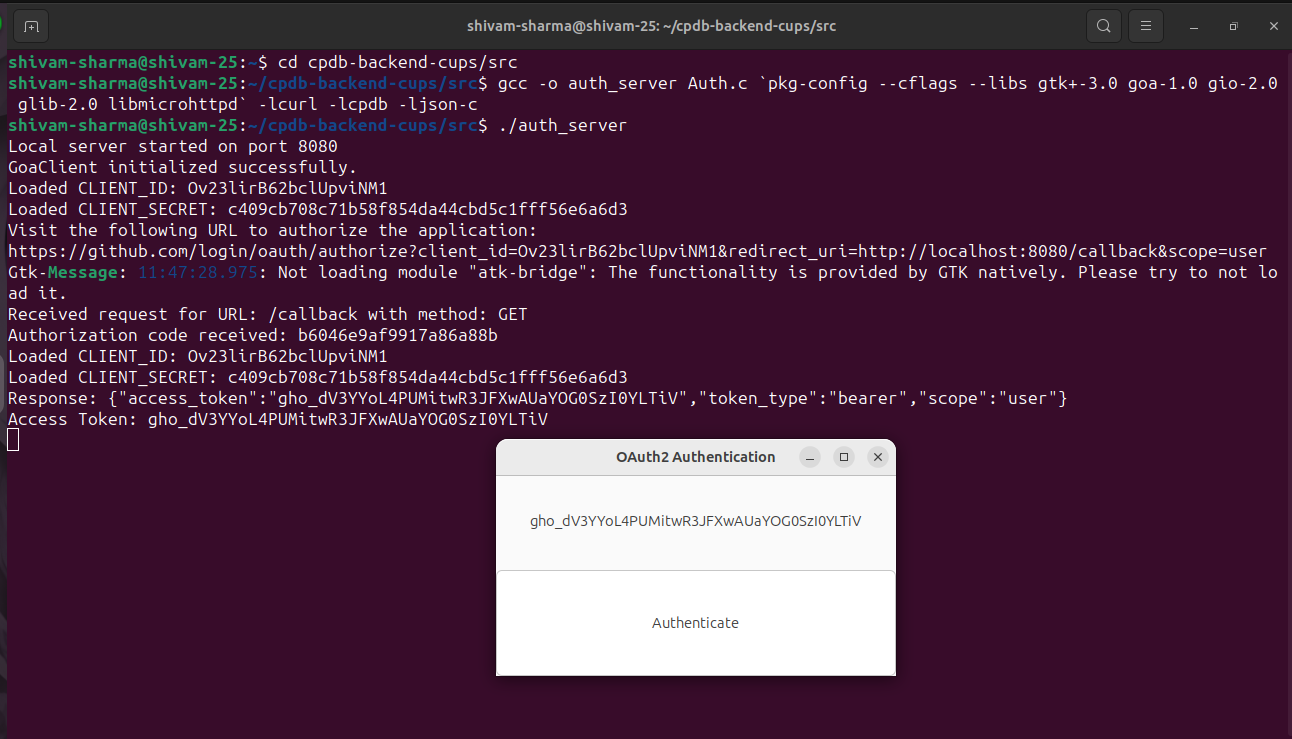 shivam-sharma@shivam-25: ~/cpdb-backend-cups/src
shivam-sharma@shivam-25:~$ cd cpdb-backend-cups/src
shivam-sharma@shivam-25:~/cpdb-backend-cups/src$ gcc -o auth_server Auth.c `pkg-config --cflags --libs gtk+-3.0 goa-1.0 gio-2.0
glib-2.0 libmicrohttpd` -lcurl -lcpdb -ljson-c
shivam-sharma@shivam-25:~/cpdb-backend-cups/src$ ./auth_server
Local server started on port 8080
GoaClient initialized successfully.
Loaded CLIENT_ID: Ov23lirB62bclUpviNM1
Loaded CLIENT_SECRET: c409cb708c71b58f854da44cbd5c1fff56e6a6d3
Visit the following URL to authorize the application:
https://github.com/login/oauth/authorize?client_id=Ov23lirB62bclUpviNM1&redirect_uri=http://localhost:8080/callback&scope=user
Gtk-Message: 11:47:28.975: Not loading module "atk-bridge": The functionality is provided by GTK natively. Please try to not lo
ad it.
Received request for URL: /callback with method: GET
Authorization code received: b6046e9af9917a86a88b
Loaded CLIENT_ID: Ov23lirB62bclUpviNM1
Loaded CLIENT_SECRET: c409cb708c71b58f854da44cbd5c1fff56e6a6d3
Response: {"access_token":"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","token_type":"bearer","scope":"user"}
Access Token: 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
OAuth2 Authentication
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
Authenticate